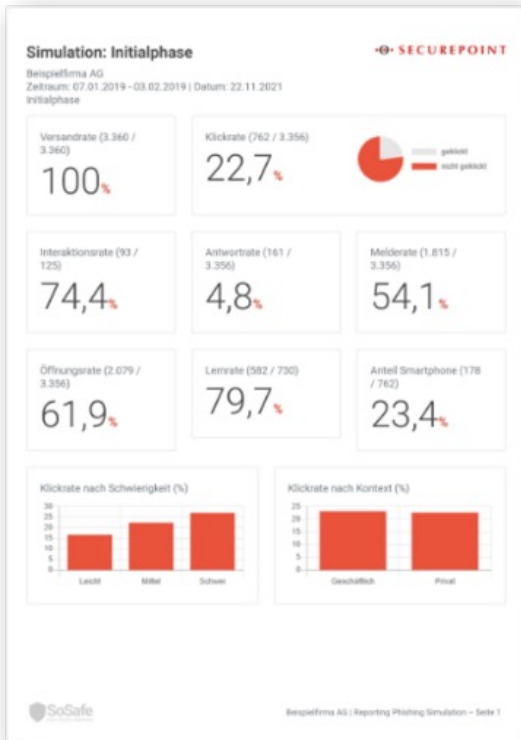 Simulation: Initialphase
SECUREPOINT
Beispielfirma AG
Zeitraum: 07.01.2019 - 03.02.2019 | Datum: 22.11.2021
Initialphase
Versandrate (3.360 /
3.360)
100%
Klickrate (762 / 3.356)
22,7%
geklickt
nicht geklickt
Interaktionsrate (93 /
125)
74,4%
Antwortrate (161 /
3.356)
4,8%
Melderate (1.815 /
3.356)
54,1%
Öffnungsrate (2.079 /
3.356)
61,9%
Lernrate (582 / 730)
79,7%
Anteil Smartphone (178
/ 762)
23,4%
Klickrate nach Schwierigkeit (%)
30
25
20
15
10
5
0
Leicht
Mittel
Schwer
Klickrate nach Kontext (%)
25
20
15
10
5
0
Geschäftlich
Privat
SoSafe
Beispielfirma AG | Reporting Phishing Simulation – Seite 1